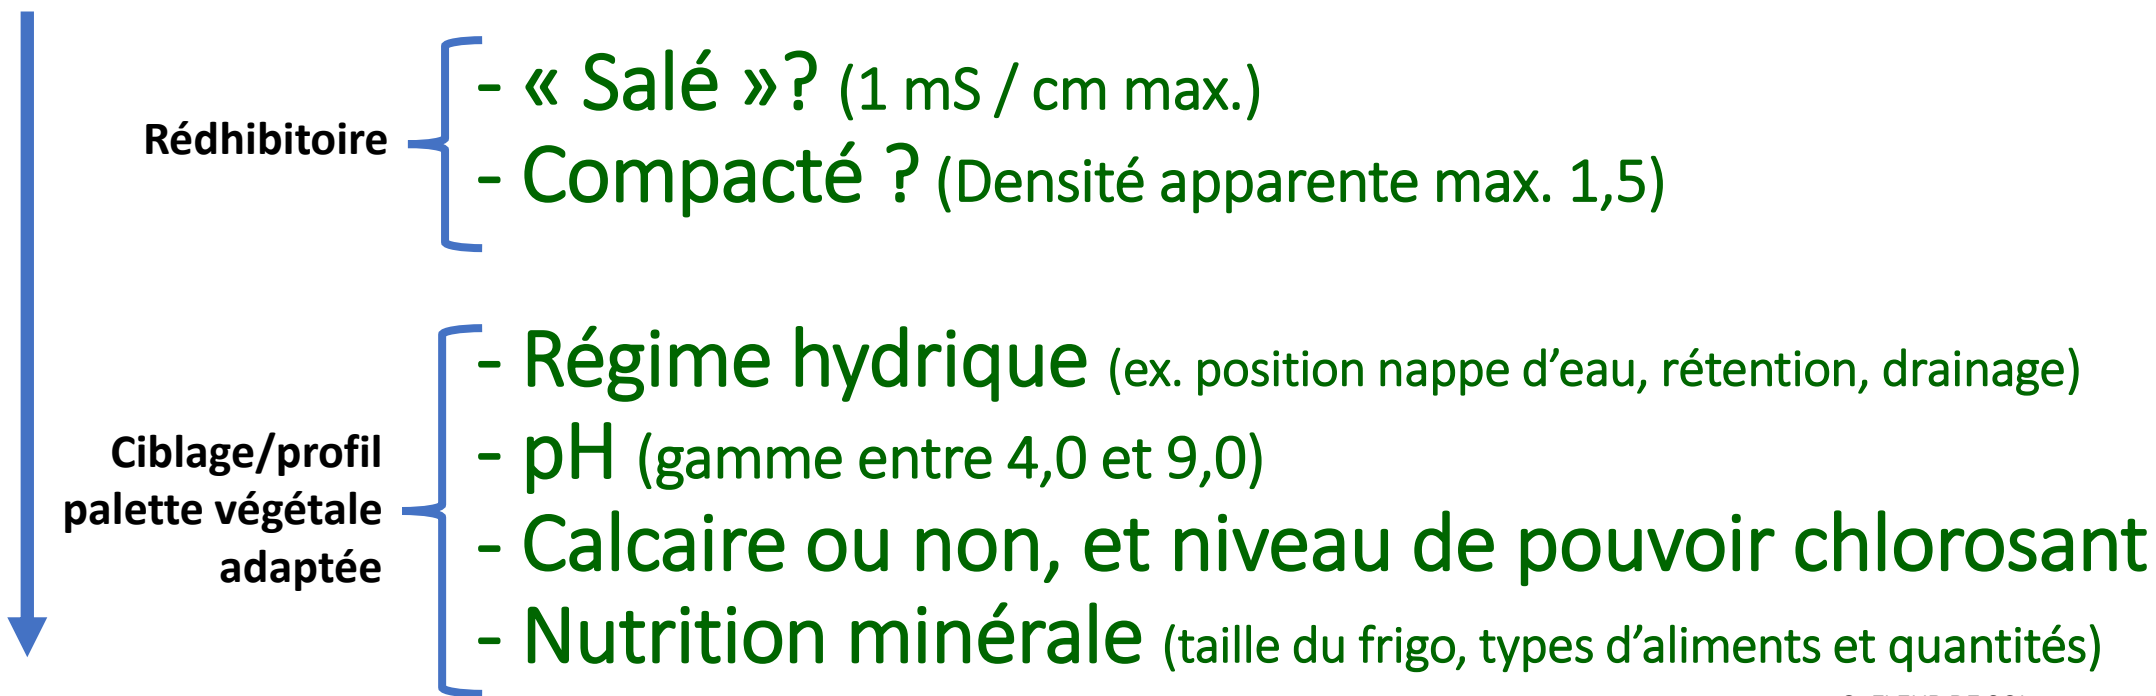 Rédhibitoire
- « Salé »? (1 mS / cm max.)
- Compacté ? (Densité apparente max. 1,5)
Ciblage/profil
palette végétale
adaptée
- Régime hydrique (ex. position nappe d’eau, rétention, drainage)
- pH (gamme entre 4,0 et 9,0)
- Calcaire ou non, et niveau de pouvoir chlorosant
- Nutrition minérale (taille du frigo, types d’aliments et quantités)